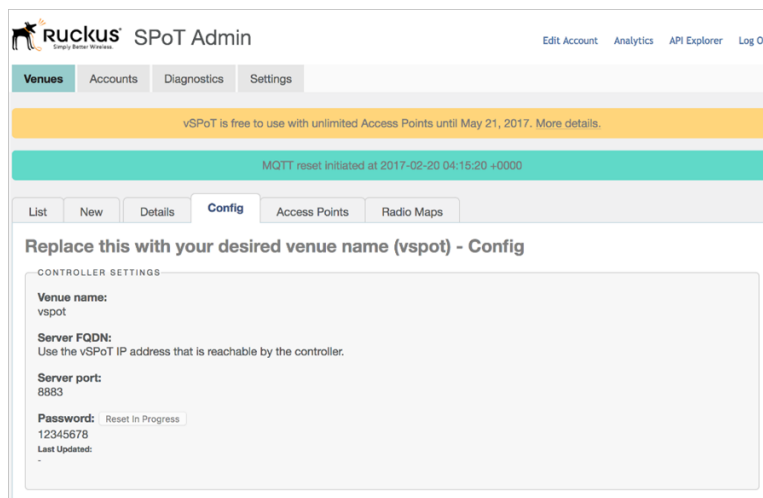 Ruckus® SPoT Admin
Simply Better Wireless.
Edit Account Analytics API Explorer Log O
Venues Accounts Diagnostics Settings
vSPoT is free to use with unlimited Access Points until May 21, 2017. More details.
MQTT reset initiated at 2017-02-20 04:15:20 +0000
List New Details Config Access Points Radio Maps
Replace this with your desired venue name (vspot) - Config
CONTROLLER SETTINGS
Venue name:
vspot
Server FQDN:
Use the vSPoT IP address that is reachable by the controller.
Server port:
8883
Password: Reset In Progress
12345678
Last Updated:
-